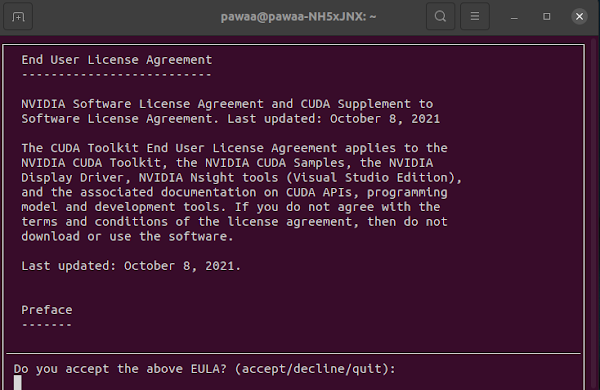 pawaa@pawaa-NH5xJNX: ~
End User License Agreement
--------------------------
NVIDIA Software License Agreement and CUDA Supplement to
Software License Agreement. Last updated: October 8, 2021
The CUDA Toolkit End User License Agreement applies to the
NVIDIA CUDA Toolkit, the NVIDIA CUDA Samples, the NVIDIA
Display Driver, NVIDIA Nsight tools (Visual Studio Edition),
and the associated documentation on CUDA APIs, programming
model and development tools. If you do not agree with the
terms and conditions of the license agreement, then do not
download or use the software.
Last updated: October 8, 2021.
Preface
-------
Do you accept the above EULA? (accept/decline/quit):